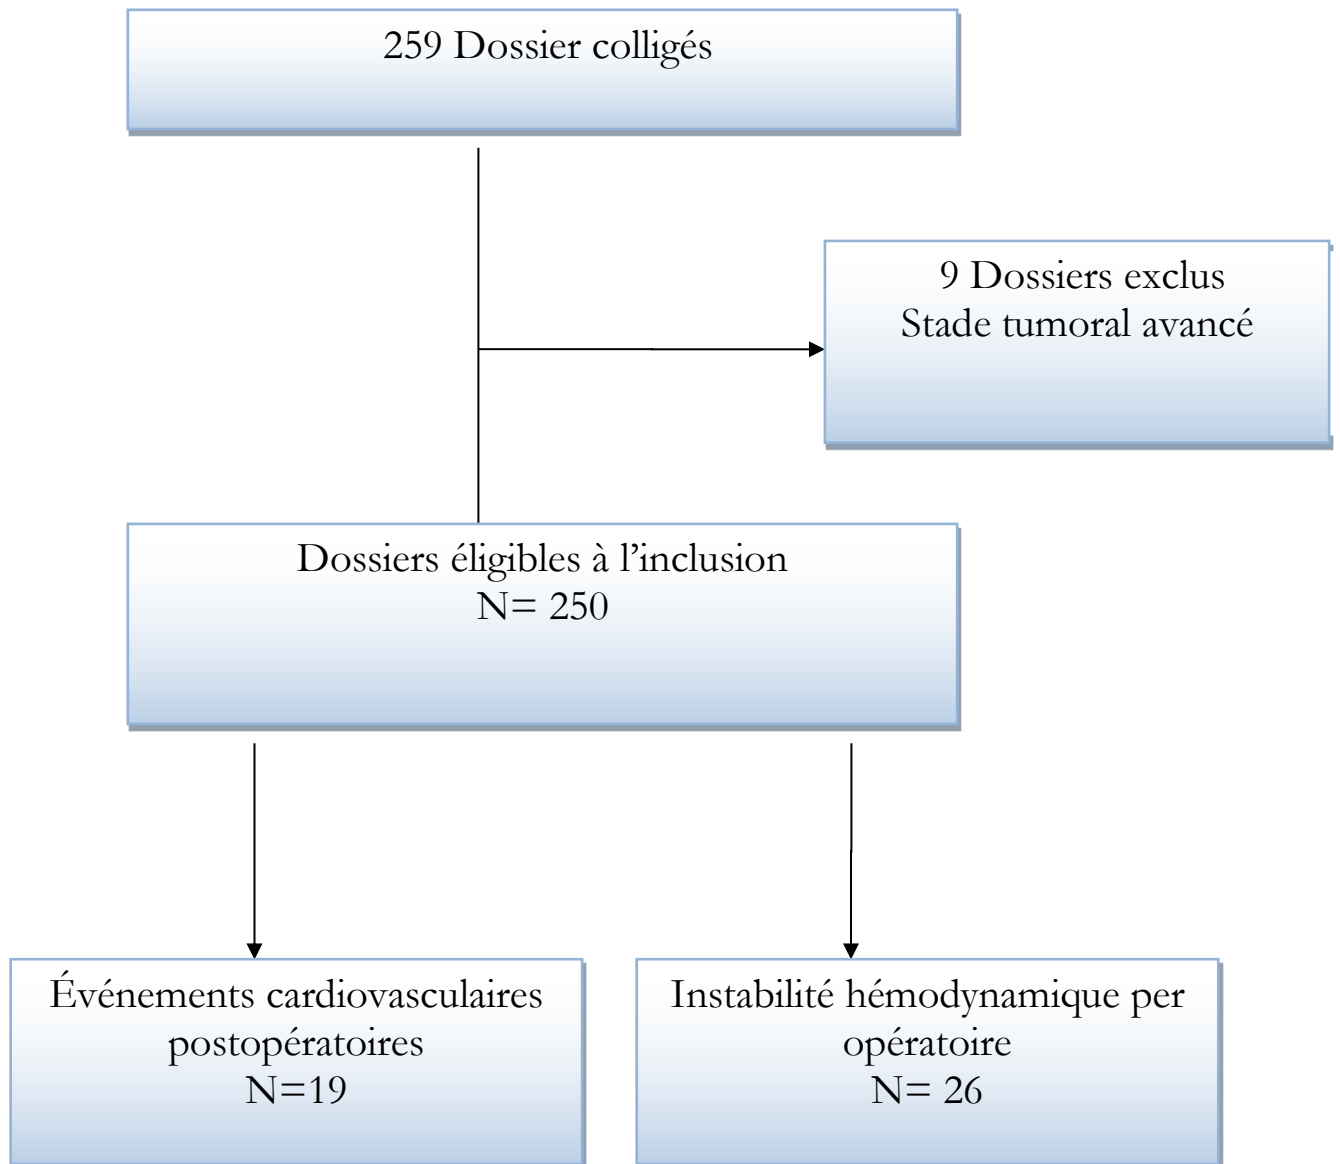 259 Dossier colligés
9 Dossiers exclus
Stade tumoral avancé
Dossiers éligibles à l’inclusion
N= 250
Événements cardiovasculaires
postopératoires
N=19
Instabilité hémodynamique per
opératoire
N= 26